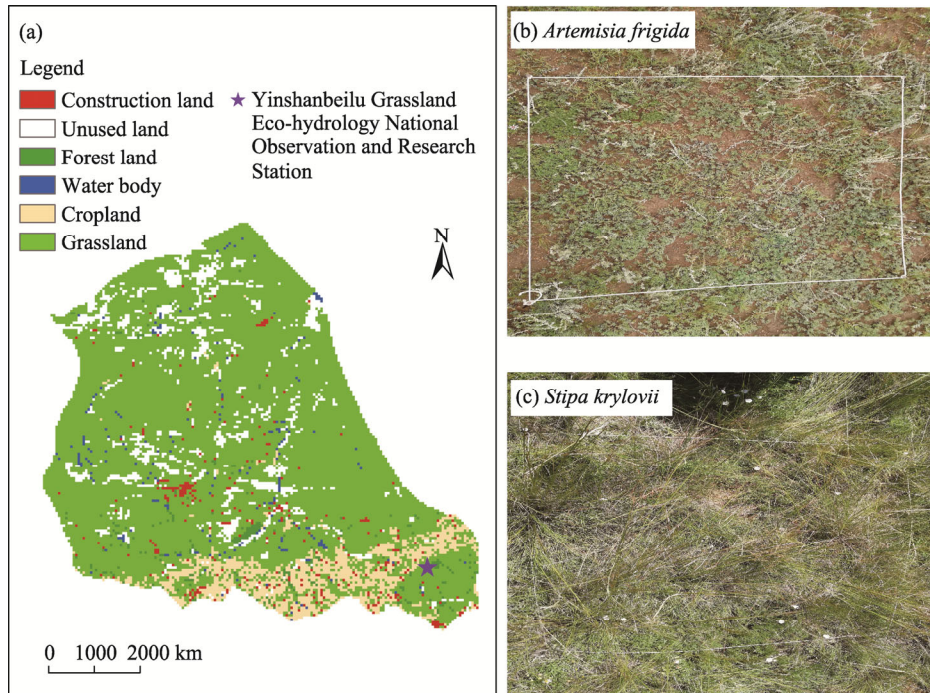 (a)
Legend
Construction land
Unused land
Forest land
Water body
Cropland
Grassland
Yinshanbeilu Grassland
Eco-hydrology National
Observation and Research
Station
N
0 1000 2000 km
(b) Artemisia frigida
(c) Stipa krylovii